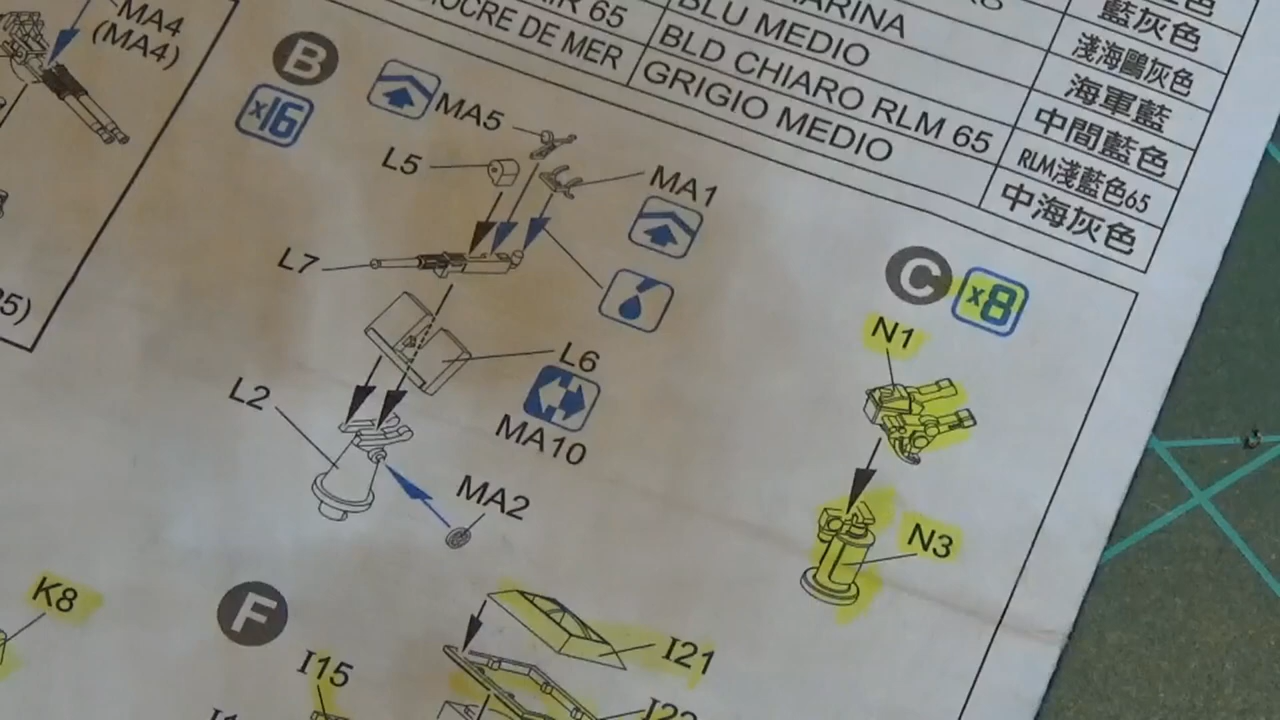 MA4
(MA4)
65
BLU MEDIO
BLD CHIARO RLM 65
GRIGIO MEDIO
DE MER
藍灰色
淺海鷗灰色
海軍藍
中間藍色
RLM淺藍色65
中海灰色
B
x16
MA5
L5
MA1
L7
L6
L2
MA10
MA2
C
x8
N1
N3
K8
F
I15
I21